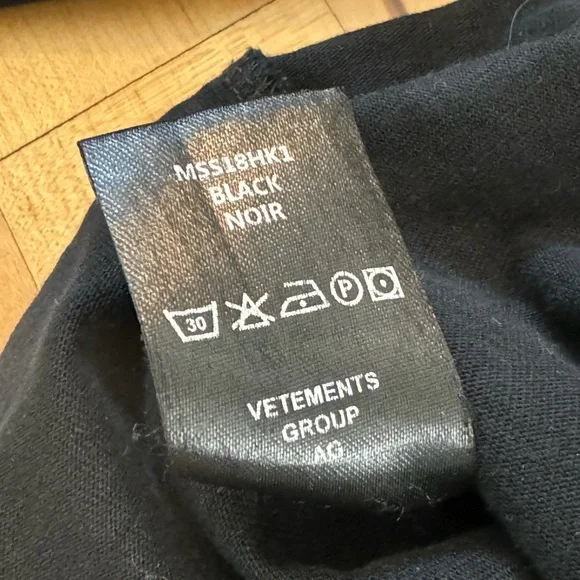 MSS18HK1
BLACK
NOIR
30 P
VETEMENTS
GROUP
AG